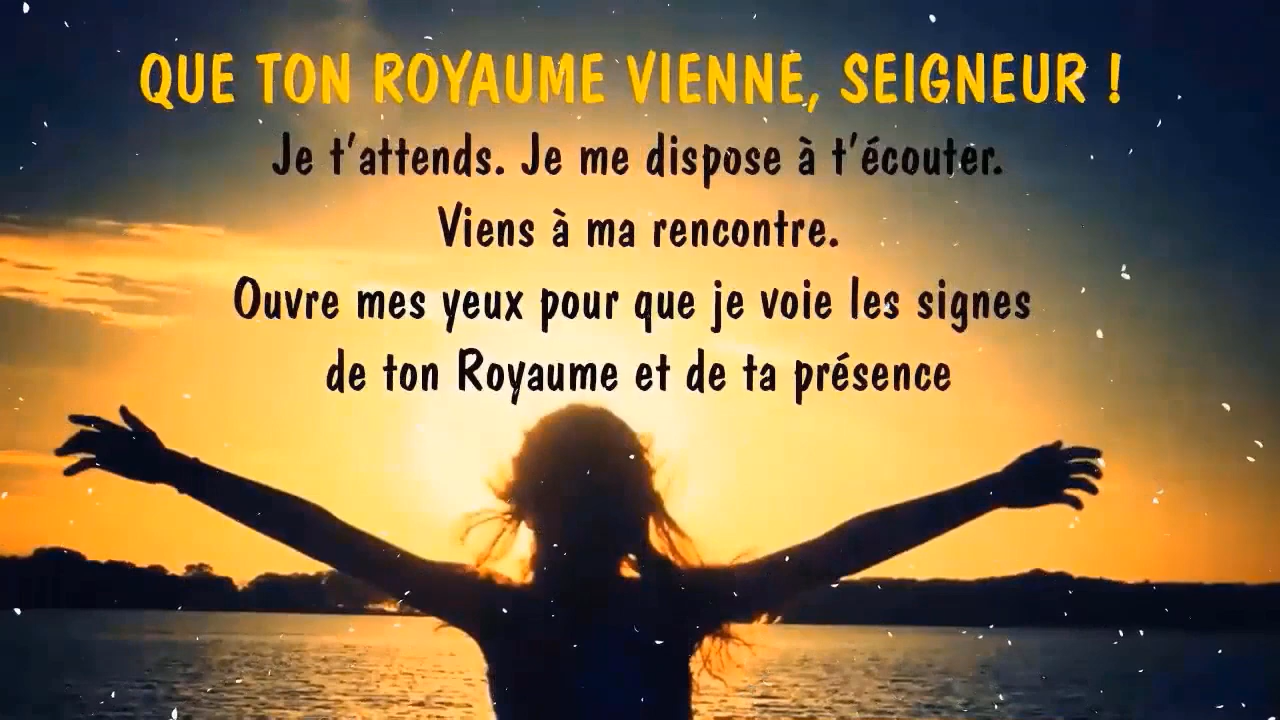 QUE TON ROYAUME VIENNE, SEIGNEUR !
Je t'attends. Je me dispose à t'écouter.
Viens à ma rencontre.
Ouvre mes yeux pour que je voie les signes
de ton Royaume et de ta présence